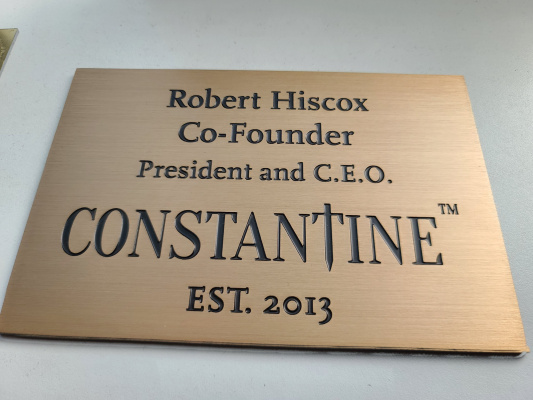 Robert Hiscox
Co-Founder
President and C.E.O.
CONSTANTINE™
EST. 2013